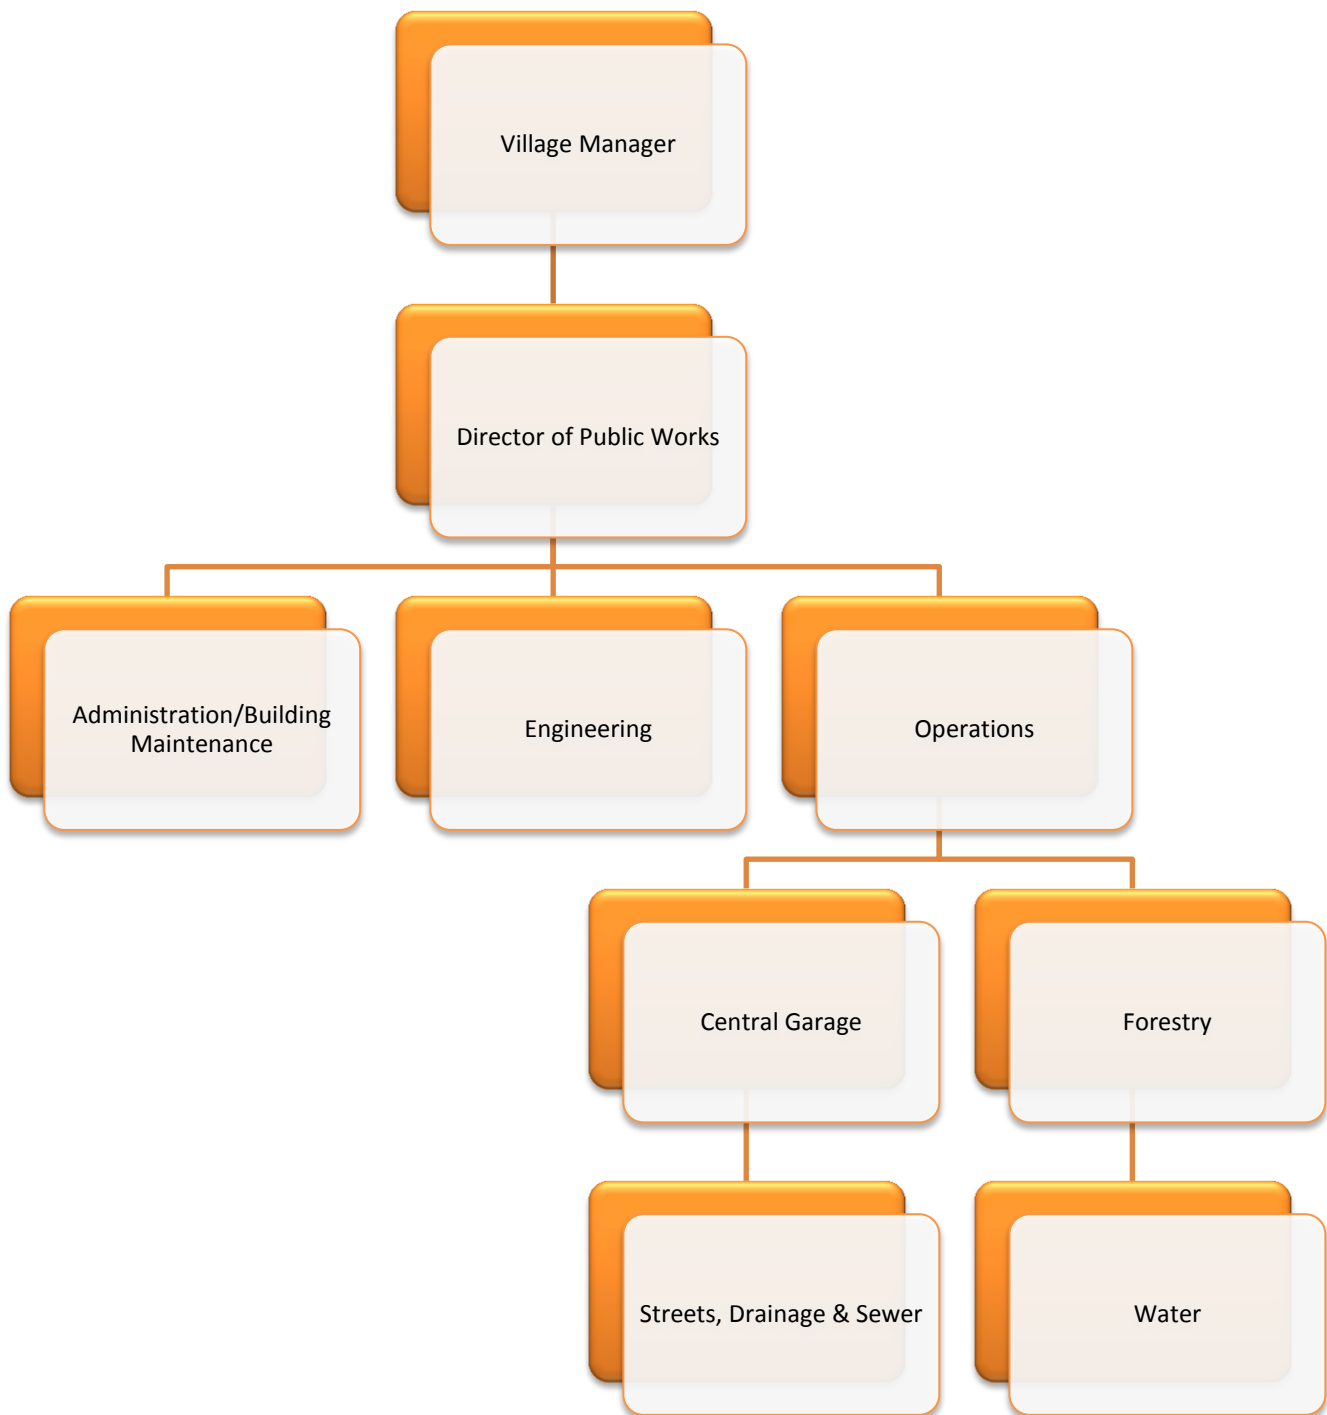 Village Manager
Director of Public Works
Administration/Building
Maintenance
Engineering
Operations
Central Garage
Forestry
Streets, Drainage & Sewer
Water